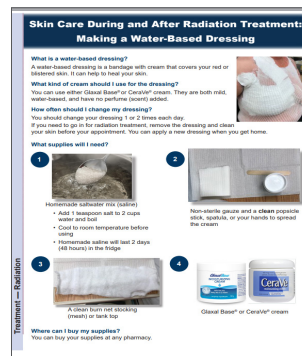 Skin Care During and After Radiation Treatment:
Making a Water-Based Dressing
What is a water-based dressing?
A water-based dressing is a bandage with cream that covers your red or
blistered skin. It can help to heal your skin.
What kind of cream should I use for the dressing?
You can use either Glaxal Base® or CeraVe® cream. They are both mild,
water-based, and have no perfume (scent) added.
How often should I change my dressing?
You should change your dressing 1 or 2 times each day.
If you need to go in for radiation treatment, remove the dressing and clean
your skin before your appointment. You can apply a new dressing when you get home.
What supplies will I need?
1
Homemade saltwater mix (saline)
• Add 1 teaspoon salt to 2 cups
water and boil
• Cool to room temperature before
using
• Homemade saline will last 2 days
(48 hours) in the fridge
2
Non-sterile gauze and a clean popsicle
stick, spatula, or your hands to spread
the cream
3
A clean burn net stocking
(mesh) or tank top
4
Glaxal Base
CeraVe
Glaxal Base® or CeraVe® cream
Where can I buy my supplies?
You can buy your supplies at any pharmacy.
Treatment — Radiation